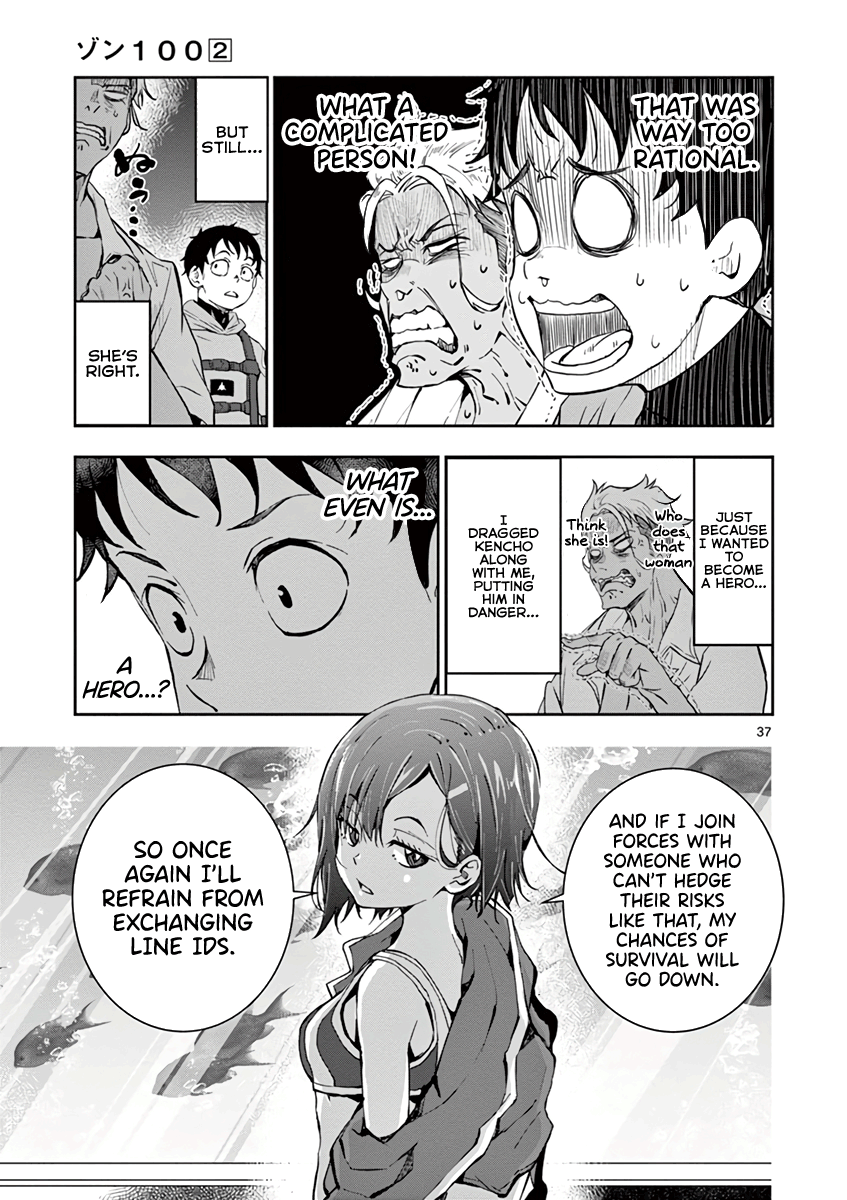 ゾン100 2
THAT WAS
WAY TOO
RATIONAL.
WHAT A
COMPLICATED
PERSON!
BUT
STILL...
ぬぅ…
SHE'S
RIGHT.
JUST
BECAUSE
I WANTED
TO
BECOME
A HERO...
Who
does
that
woman
Think
she is!
I
DRAGGED
KENCHO
ALONG
WITH ME,
PUTTING
HIM IN
DANGER...
WHAT
EVEN IS...
A
HERO...?
37
AND IF I JOIN
FORCES WITH
SOMEONE WHO
CAN'T HEDGE
THEIR RISKS
LIKE THAT, MY
CHANCES OF
SURVIVAL WILL
GO DOWN.
SO ONCE
AGAIN I'LL
REFRAIN FROM
EXCHANGING
LINE IDS.